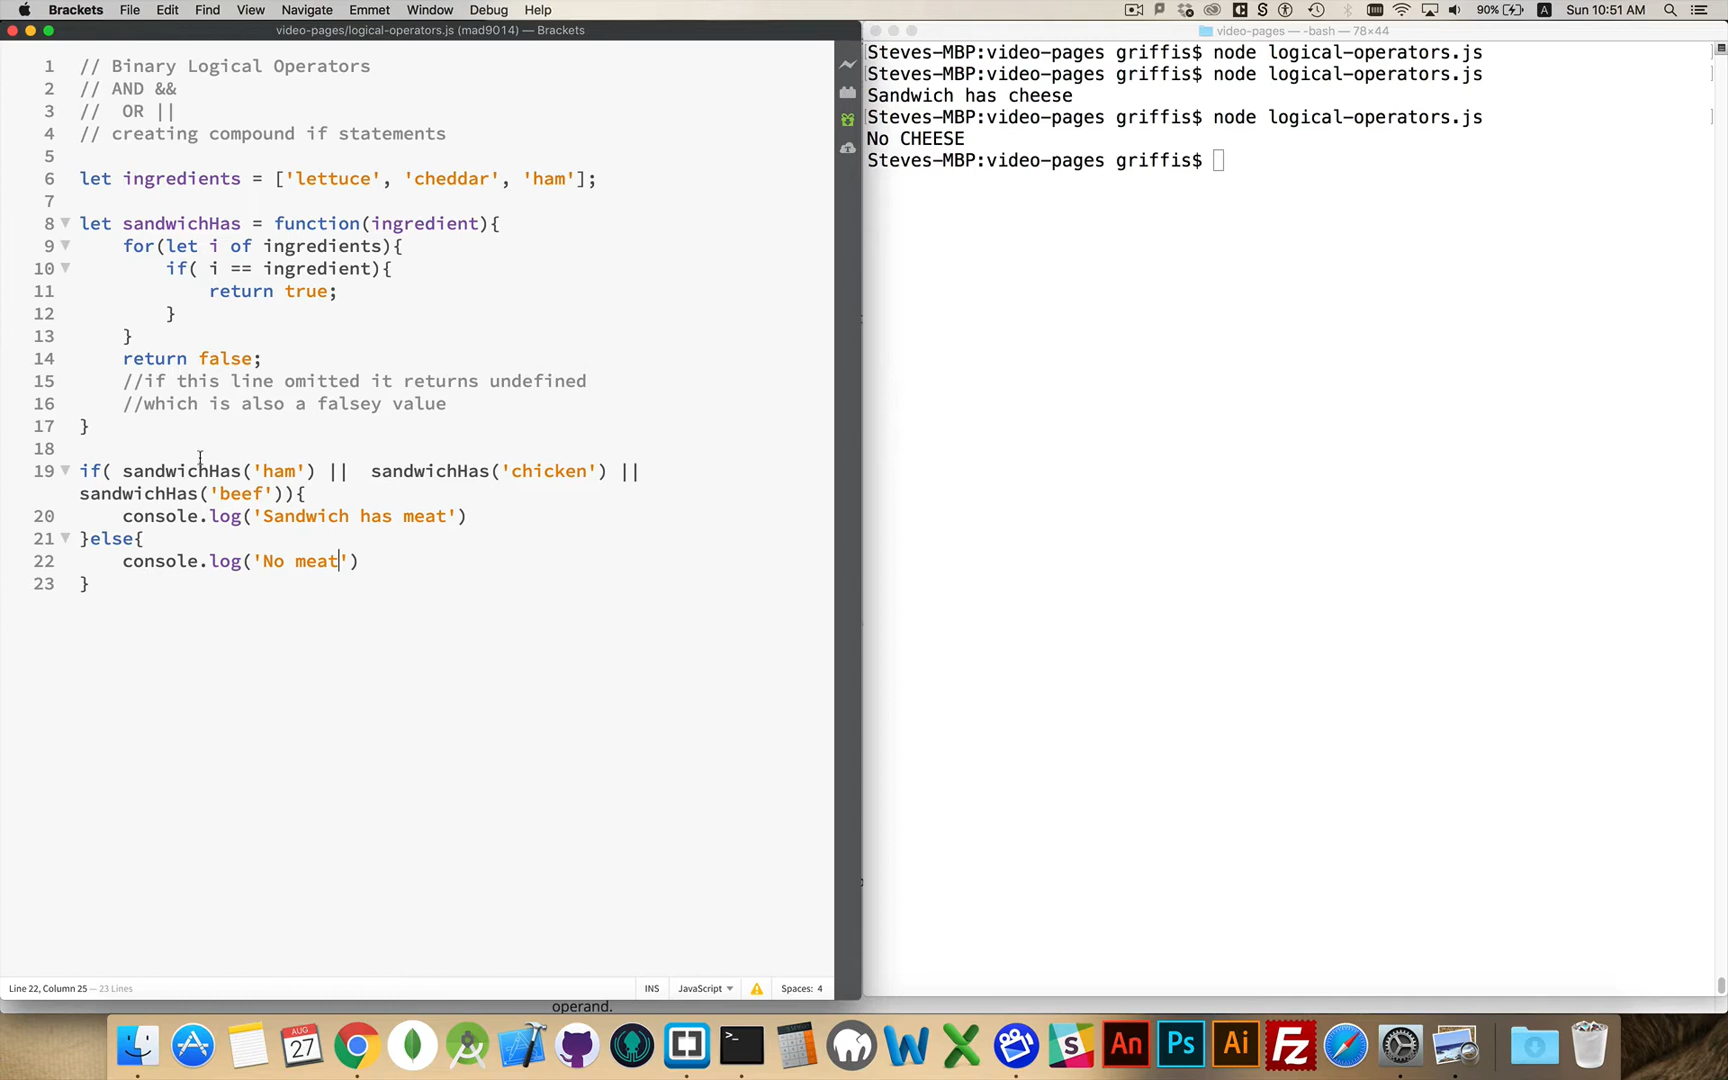 Brackets File Edit Find View Navigate Emmet Window Debug Help 90% A Sun 10:51 AM
video-pages/logical-operators.js (mad9014) — Brackets
video-pages — -bash — 78×44
1 // Binary Logical Operators
2 // AND &&
3 //  OR ||
4 // creating compound if statements
5
6 let ingredients = ['lettuce', 'cheddar', 'ham'];
7
8 let sandwichHas = function(ingredient){
9     for(let i of ingredients){
10         if( i == ingredient){
11             return true;
12         }
13     }
14     return false;
15     //if this line omitted it returns undefined
16     //which is also a falsey value
17 }
18
19 if( sandwichHas('ham') ||  sandwichHas('chicken') ||
sandwichHas('beef')){
20     console.log('Sandwich has meat')
21 }else{
22     console.log('No meat')
23 }
Line 22, Column 25 — 23 Lines
INS JavaScript Spaces: 4
Steves-MBP:video-pages griffis$ node logical-operators.js
Steves-MBP:video-pages griffis$ node logical-operators.js
Sandwich has cheese
Steves-MBP:video-pages griffis$ node logical-operators.js
No CHEESE
Steves-MBP:video-pages griffis$
operand.
AUG
27
>_
W
X
S
An
Ps
Ai
Fz